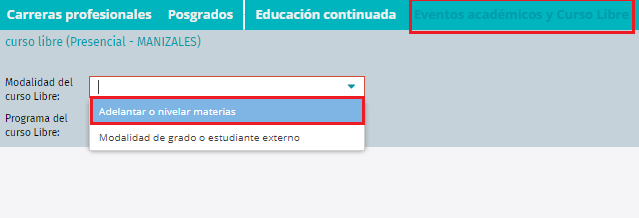 Carreras profesionales Posgrados Educación continuada Eventos académicos y Curso Libre
curso libre (Presencial - MANIZALES)
Modalidad del
curso Libre:
Adelantar o nivelar materias
Programa del
curso Libre:
Modalidad de grado o estudiante externo